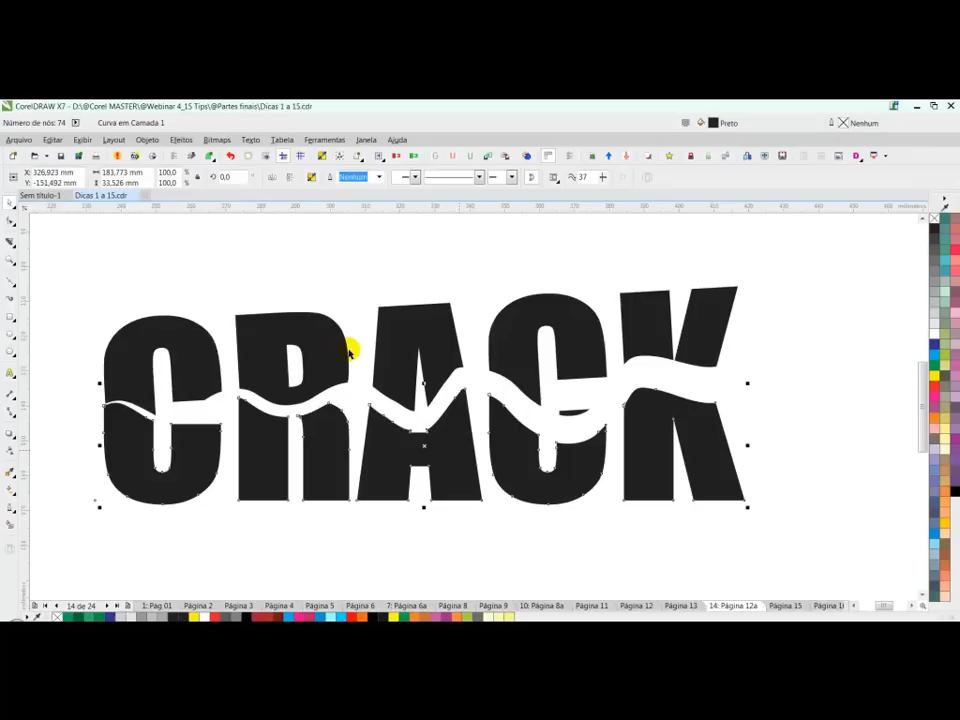 CorelDRAW X7 - D:\@Corel MASTER\@Webinar 4_15 Tips\@Partes finais\Dicas 1 a 15.cdr
Número de nós: 74 Curva em Camada 1 Preto Nenhum
Arquivo Editar Exibir Layout Objeto Efeitos Bitmaps Texto Tabela Ferramentas Janela Ajuda
X: 326,923 mm 183,773 mm 100,0 %
Y: -151,492 mm 33,526 mm 100,0 %
0,0 Nenhum 37
Sem título-1 Dicas 1 a 15.cdr
milímetros
CRACK
14 de 24 1: Pag 01 Página 2 Página 3 Página 4 Página 5 Página 6 7: Página 6a Página 8 Página 9 10: Página 8a Página 11 Página 12 Página 13 14: Página 12a Página 15 Página 1